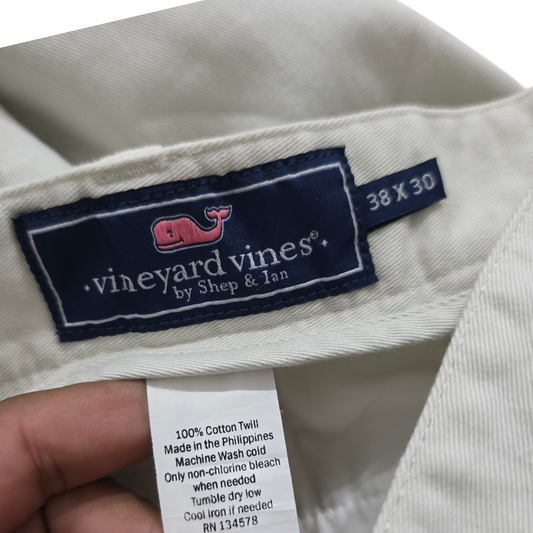 vineyard vines®
by Shep & Ian
38 X 30
100% Cotton Twill
Made in the Philippines
Machine Wash cold
Only non-chlorine bleach
when needed
Tumble dry low
Cool Iron if needed
RN 134578